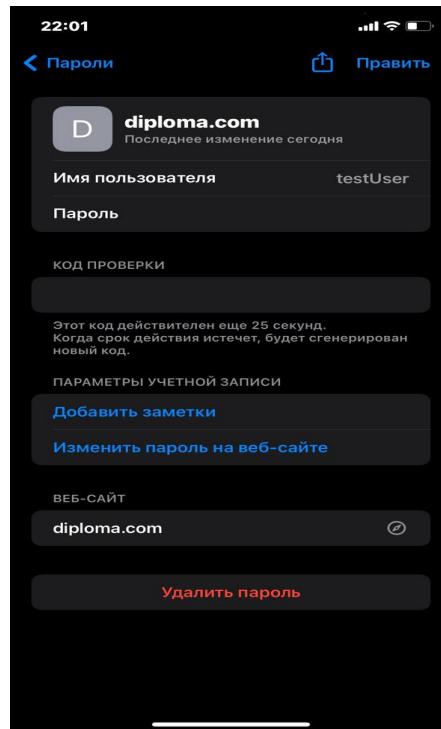 22:01
Пароли
Править
D
diploma.com
Последнее изменение сегодня
Имя пользователя testUser
Пароль
КОД ПРОВЕРКИ
Этот код действителен еще 25 секунд.
Когда срок действия истечет, будет сгенерирован
новый код.
ПАРАМЕТРЫ УЧЕТНОЙ ЗАПИСИ
Добавить заметки
Изменить пароль на веб-сайте
ВЕБ-САЙТ
diploma.com
Удалить пароль